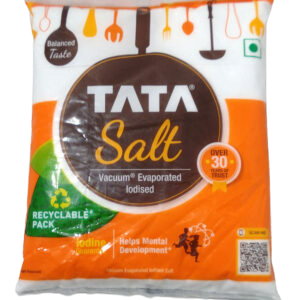 Balanced
Taste
TATA®
Salt
Vacuum® Evaporated
Iodised
OVER
30
YEARS OF
TRUST
RECYCLABLE
PACK
Iodine
Helps Mental
Development#
Vacuum Evaporated Iodised Salt